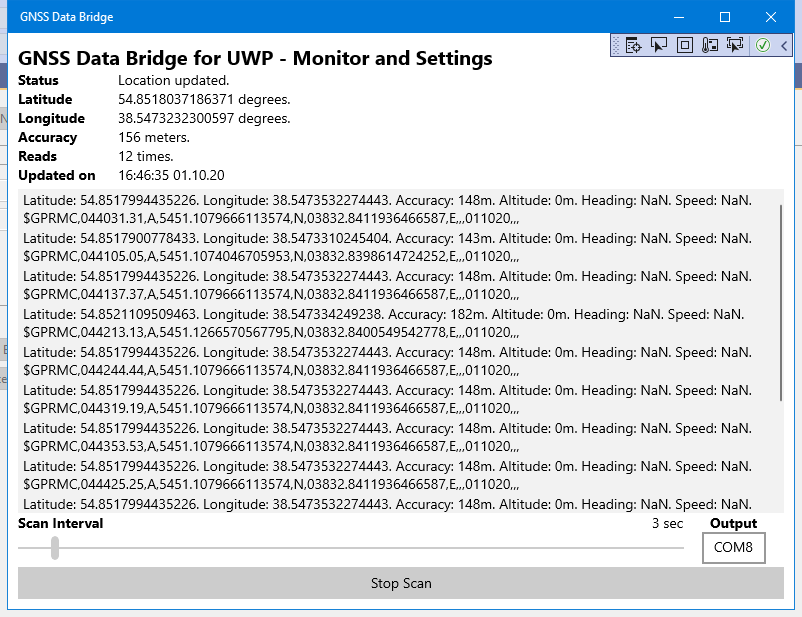 GNSS Data Bridge
GNSS Data Bridge for UWP - Monitor and Settings
Status Location updated.
Latitude 54.8518037186371 degrees.
Longitude 38.5473232300597 degrees.
Accuracy 156 meters.
Reads 12 times.
Updated on 16:46:35 01.10.20
Latitude: 54.8517994435226. Longitude: 38.5473532274443. Accuracy: 148m. Altitude: 0m. Heading: NaN. Speed: NaN.
$GPRMC,044031.31,A,5451.1079666113574,N,03832.8411936466587,E,,,011020,,,
Latitude: 54.8517900778433. Longitude: 38.5473310245404. Accuracy: 143m. Altitude: 0m. Heading: NaN. Speed: NaN.
$GPRMC,044105.05,A,5451.1074046705953,N,03832.8398614724252,E,,,011020,,,
Latitude: 54.8517994435226. Longitude: 38.5473532274443. Accuracy: 148m. Altitude: 0m. Heading: NaN. Speed: NaN.
$GPRMC,044137.37,A,5451.1079666113574,N,03832.8411936466587,E,,,011020,,,
Latitude: 54.8521109509463. Longitude: 38.547334249238. Accuracy: 182m. Altitude: 0m. Heading: NaN. Speed: NaN.
$GPRMC,044213.13,A,5451.1266570567795,N,03832.8400549542778,E,,,011020,,,
Latitude: 54.8517994435226. Longitude: 38.5473532274443. Accuracy: 148m. Altitude: 0m. Heading: NaN. Speed: NaN.
$GPRMC,044244.44,A,5451.1079666113574,N,03832.8411936466587,E,,,011020,,,
Latitude: 54.8517994435226. Longitude: 38.5473532274443. Accuracy: 148m. Altitude: 0m. Heading: NaN. Speed: NaN.
$GPRMC,044319.19,A,5451.1079666113574,N,03832.8411936466587,E,,,011020,,,
Latitude: 54.8517994435226. Longitude: 38.5473532274443. Accuracy: 148m. Altitude: 0m. Heading: NaN. Speed: NaN.
$GPRMC,044353.53,A,5451.1079666113574,N,03832.8411936466587,E,,,011020,,,
Latitude: 54.8517994435226. Longitude: 38.5473532274443. Accuracy: 148m. Altitude: 0m. Heading: NaN. Speed: NaN.
$GPRMC,044425.25,A,5451.1079666113574,N,03832.8411936466587,E,,,011020,,,
Latitude: 54.8517994435226. Longitude: 38.5473532274443. Accuracy: 148m. Altitude: 0m. Heading: NaN. Speed: NaN.
Scan Interval 3 sec Output
COM8
Stop Scan